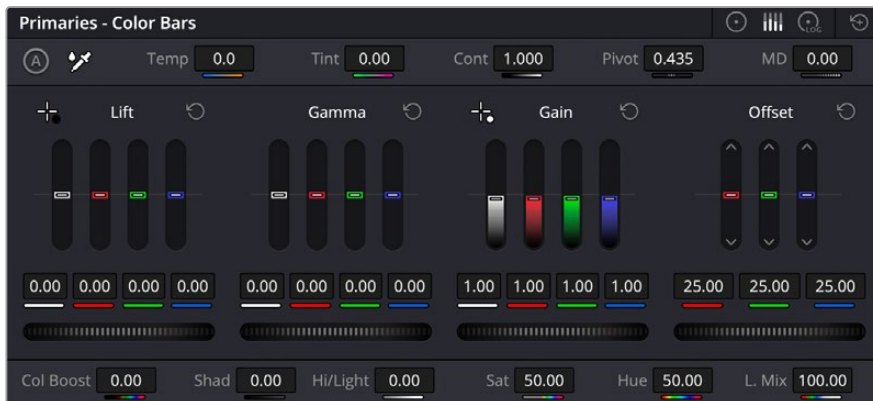 Primaries - Color Bars
LOG
A Temp 0.0 Tint 0.00 Cont 1.000 Pivot 0.435 MD 0.00
Lift Gamma Gain Offset
0.00 0.00 0.00 0.00 0.00 0.00 0.00 0.00 1.00 1.00 1.00 1.00 25.00 25.00 25.00
Col Boost 0.00 Shad 0.00 Hi/Light 0.00 Sat 50.00 Hue 50.00 L. Mix 100.00